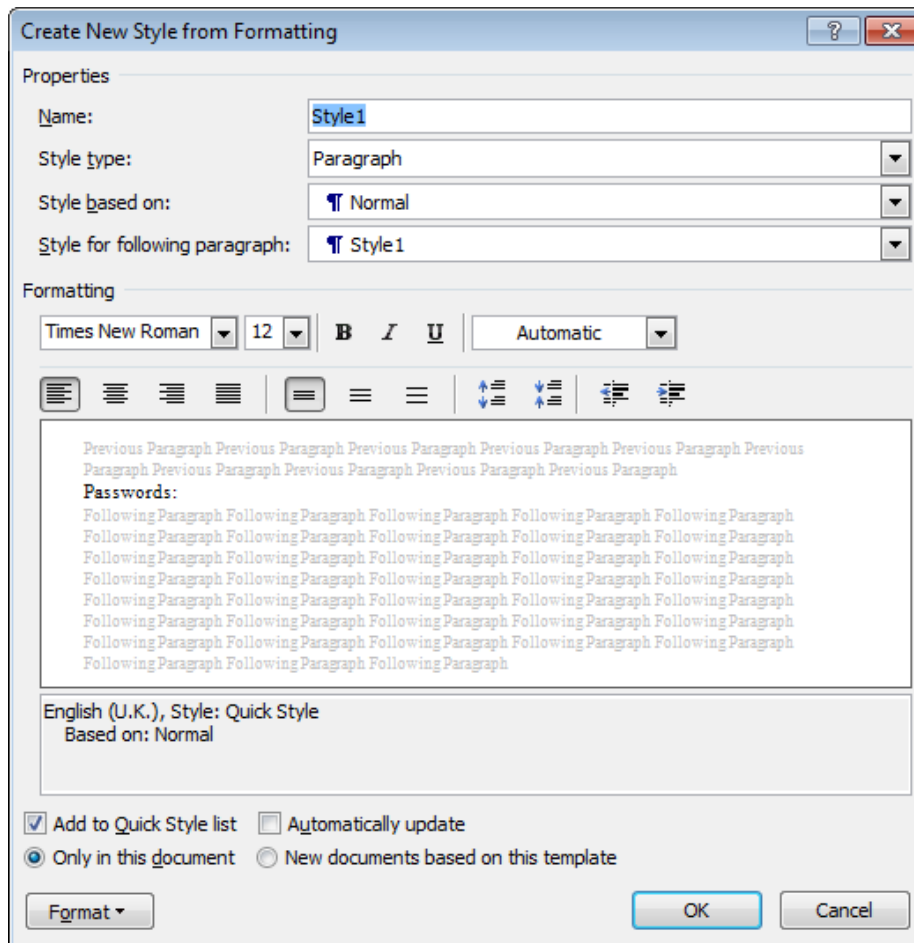 Create New Style from Formatting
Properties
Name:
Style1
Style type:
Paragraph
Style based on:
¶ Normal
Style for following paragraph:
¶ Style1
Formatting
Times New Roman 12 B I U Automatic
Previous Paragraph Previous Paragraph Previous Paragraph Previous Paragraph Previous Paragraph Previous
Paragraph Previous Paragraph Previous Paragraph Previous Paragraph Previous Paragraph
Passwords:
Following Paragraph Following Paragraph Following Paragraph Following Paragraph Following Paragraph
Following Paragraph Following Paragraph Following Paragraph Following Paragraph Following Paragraph
Following Paragraph Following Paragraph Following Paragraph Following Paragraph Following Paragraph
Following Paragraph Following Paragraph Following Paragraph Following Paragraph Following Paragraph
Following Paragraph Following Paragraph Following Paragraph Following Paragraph Following Paragraph
Following Paragraph Following Paragraph Following Paragraph Following Paragraph Following Paragraph
Following Paragraph Following Paragraph Following Paragraph Following Paragraph Following Paragraph
Following Paragraph Following Paragraph Following Paragraph
English (U.K.), Style: Quick Style
Based on: Normal
Add to Quick Style list Automatically update
Only in this document New documents based on this template
Format OK Cancel